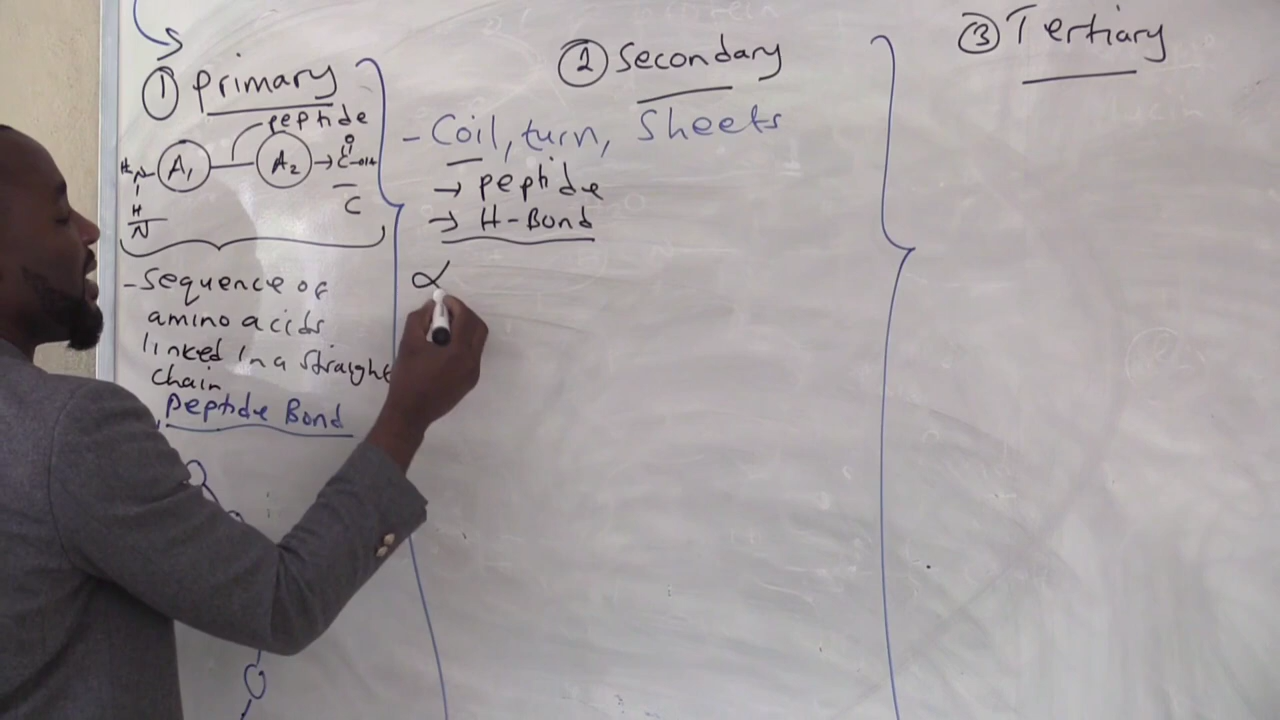 ① Primary
peptide
H N A1 A2 → C O OH
H
N
C
- Sequence of
amino acids
linked in a straight
chain
Peptide Bond
② Secondary
- Coil, turn, Sheets
→ peptide
→ H-Bond
α
③ Tertiary